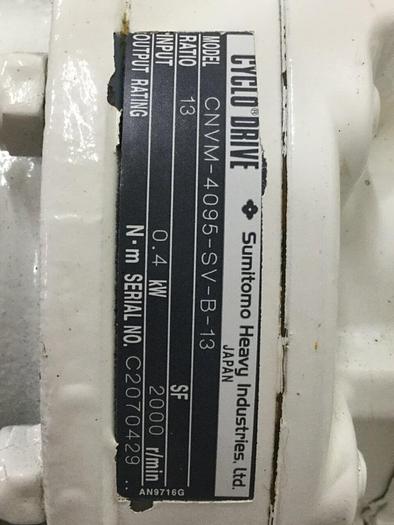 CYCLO® DRIVE Sumitomo Heavy Industries, Ltd.
JAPAN
MODEL CNVM-4095-SV-B-13
RATIO 13 SF
INPUT 0.4 kW 2000 r/min
OUTPUT RATING N·m SERIAL NO. C2070429
AN9716G